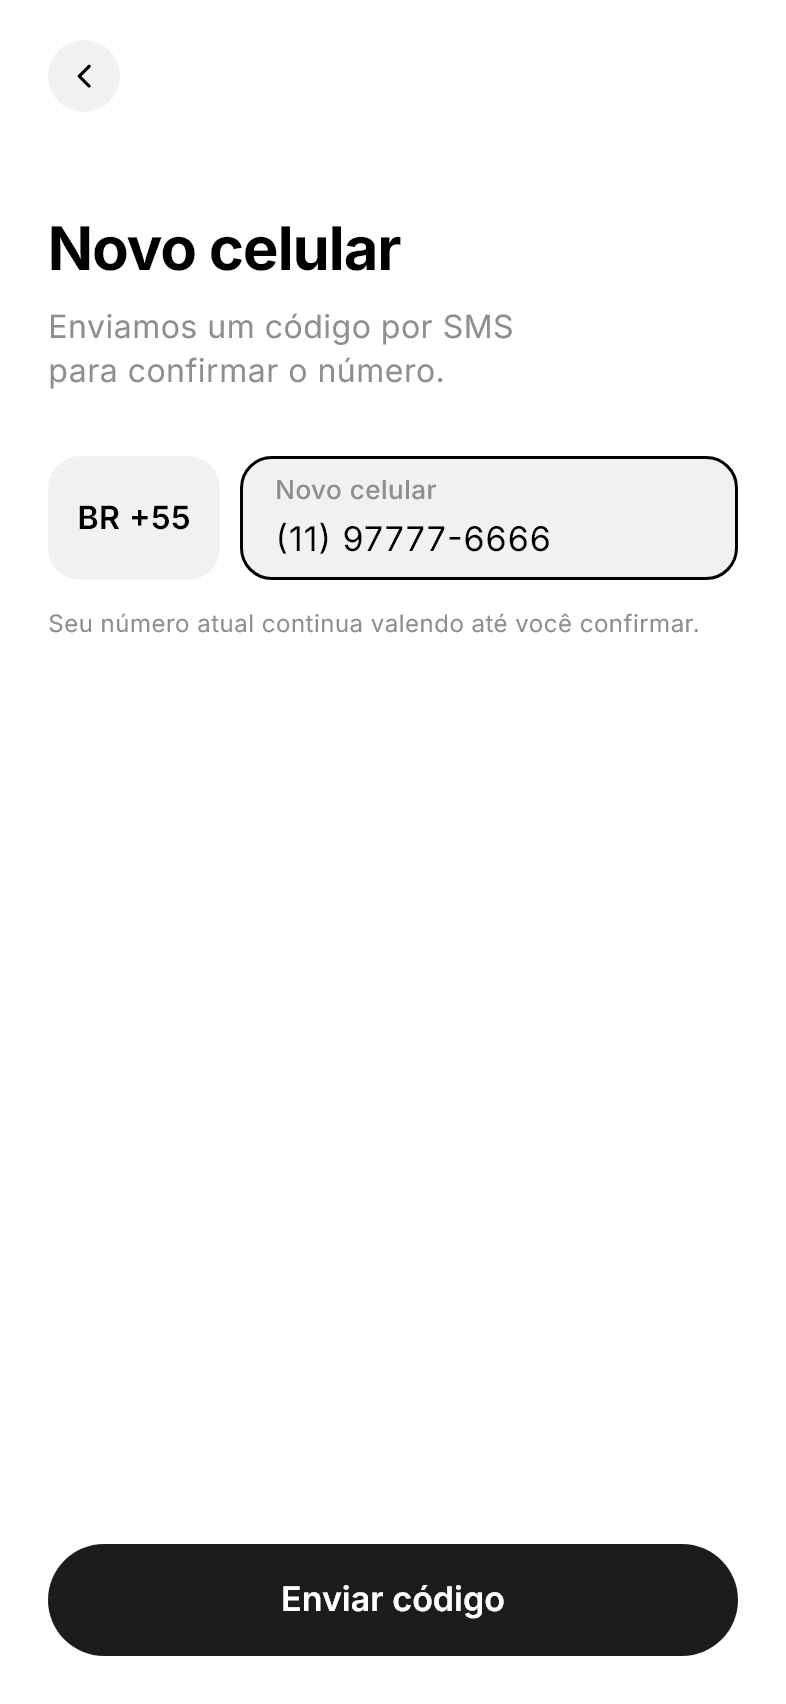 Novo celular
Enviamos um código por SMS
para confirmar o número.
BR +55
Novo celular
(11) 97777-6666
Seu número atual continua valendo até você confirmar.
Enviar código